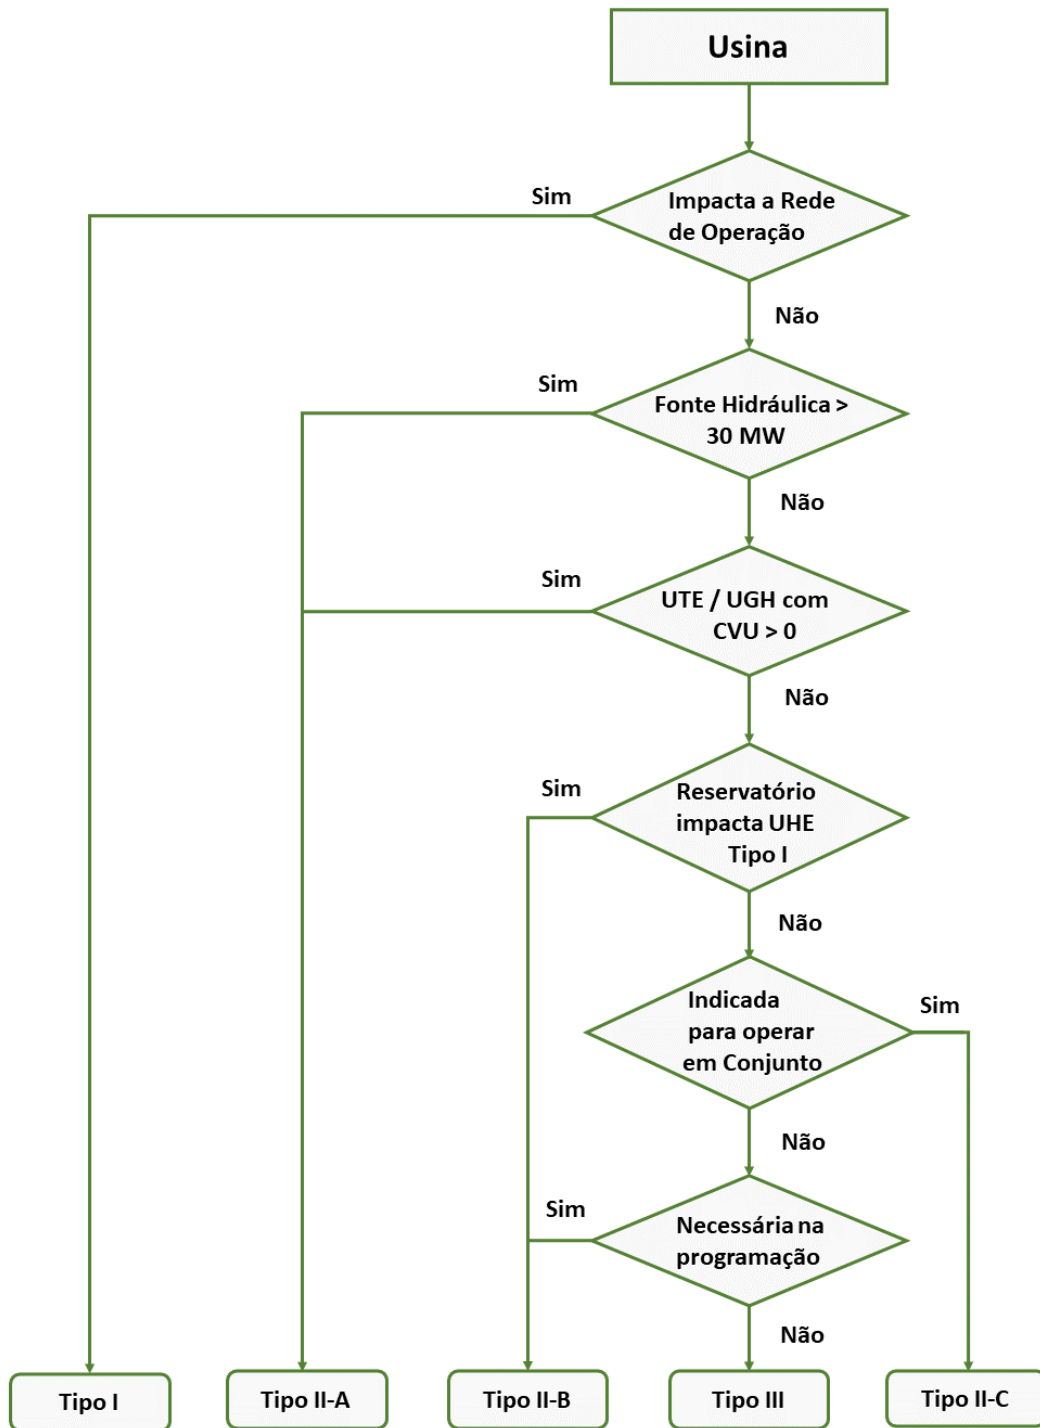 Usina
Sim
Impacta a Rede
de Operação
Não
Sim
Fonte Hidráulica >
30 MW
Não
Sim
UTE / UGH com
CVU > 0
Não
Sim
Reservatório
impacta UHE
Tipo I
Não
Indicada
para operar
em Conjunto
Sim
Não
Sim
Necessária na
programação
Não
Tipo I
Tipo II-A
Tipo II-B
Tipo III
Tipo II-C